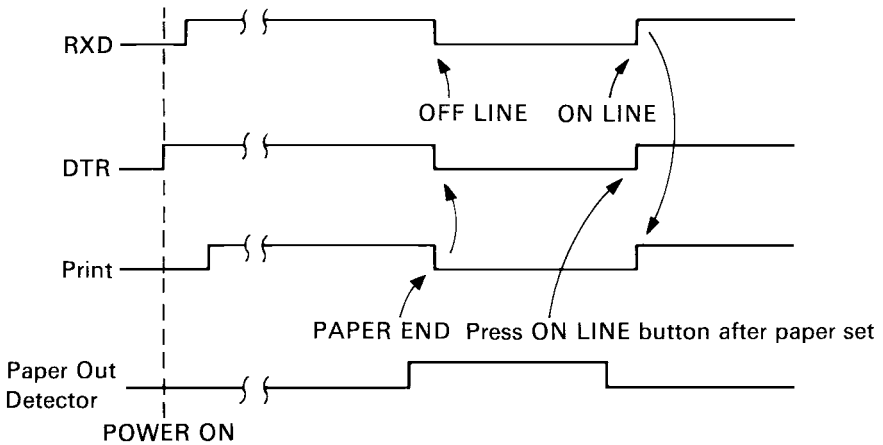 RXD
OFF LINE ON LINE
DTR
Print
PAPER END Press ON LINE button after paper set
Paper Out
Detector
POWER ON